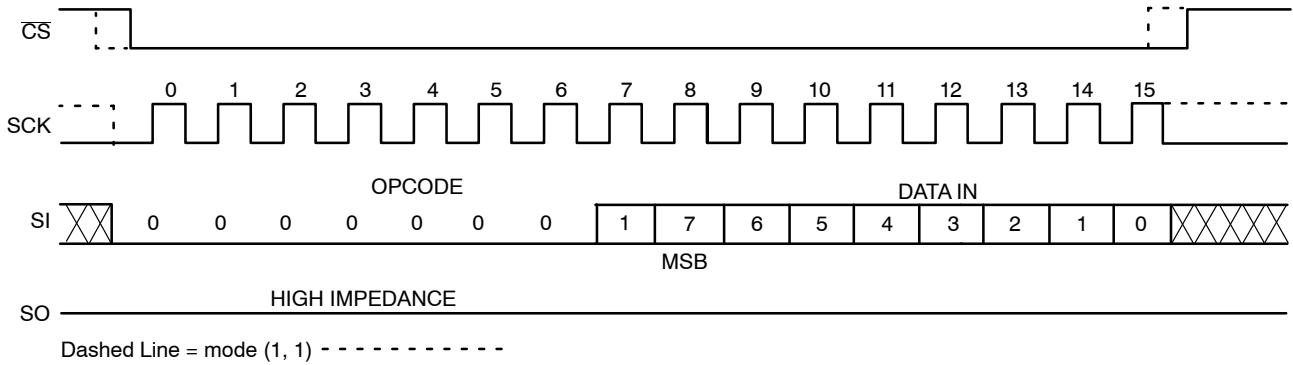 CS
0 1 2 3 4 5 6 7 8 9 10 11 12 13 14 15
SCK
OPCODE DATA IN
SI 0 0 0 0 0 0 0 1 7 6 5 4 3 2 1 0
MSB
HIGH IMPEDANCE
SO
Dashed Line = mode (1, 1)